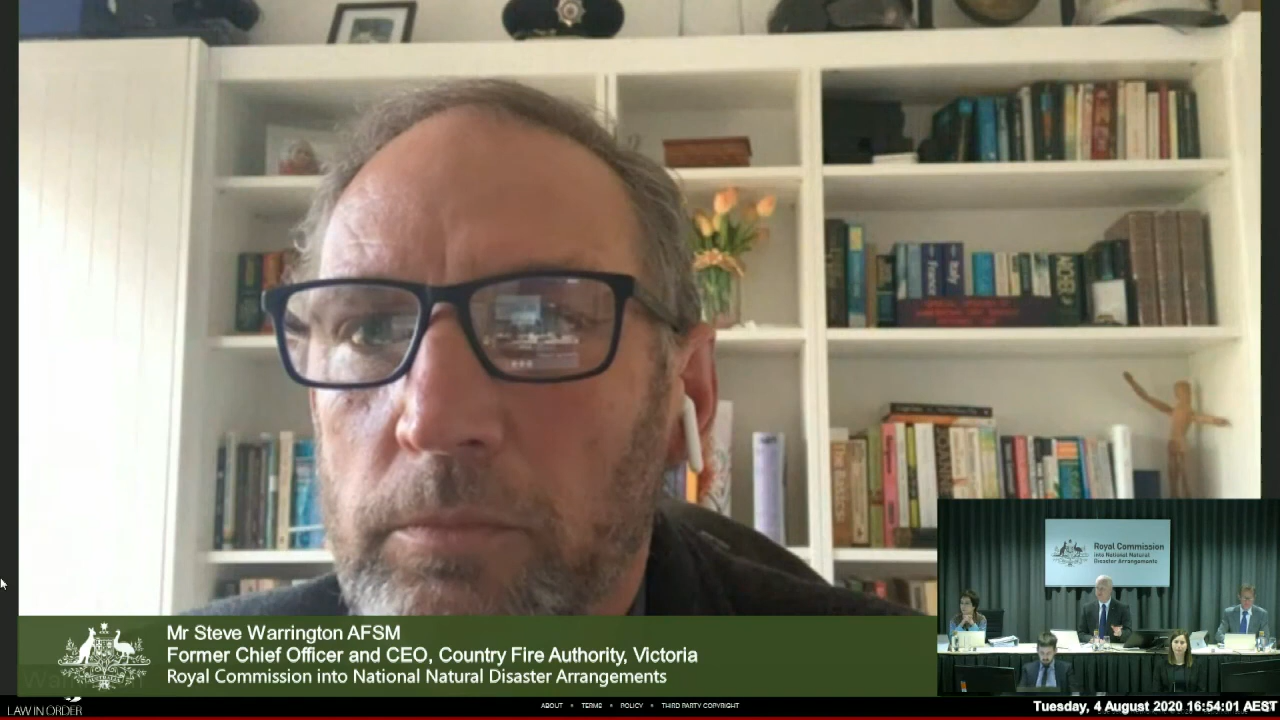 France
Italy
Royal Commission
into National Natural
Disaster Arrangements
Mr Steve Warrington AFSM
Former Chief Officer and CEO, Country Fire Authority, Victoria
Royal Commission into National Natural Disaster Arrangements
LAW IN ORDER
ABOUT • TERMS • POLICY • THIRD PARTY COPYRIGHT
Tuesday, 4 August 2020 16:54:01 AEST